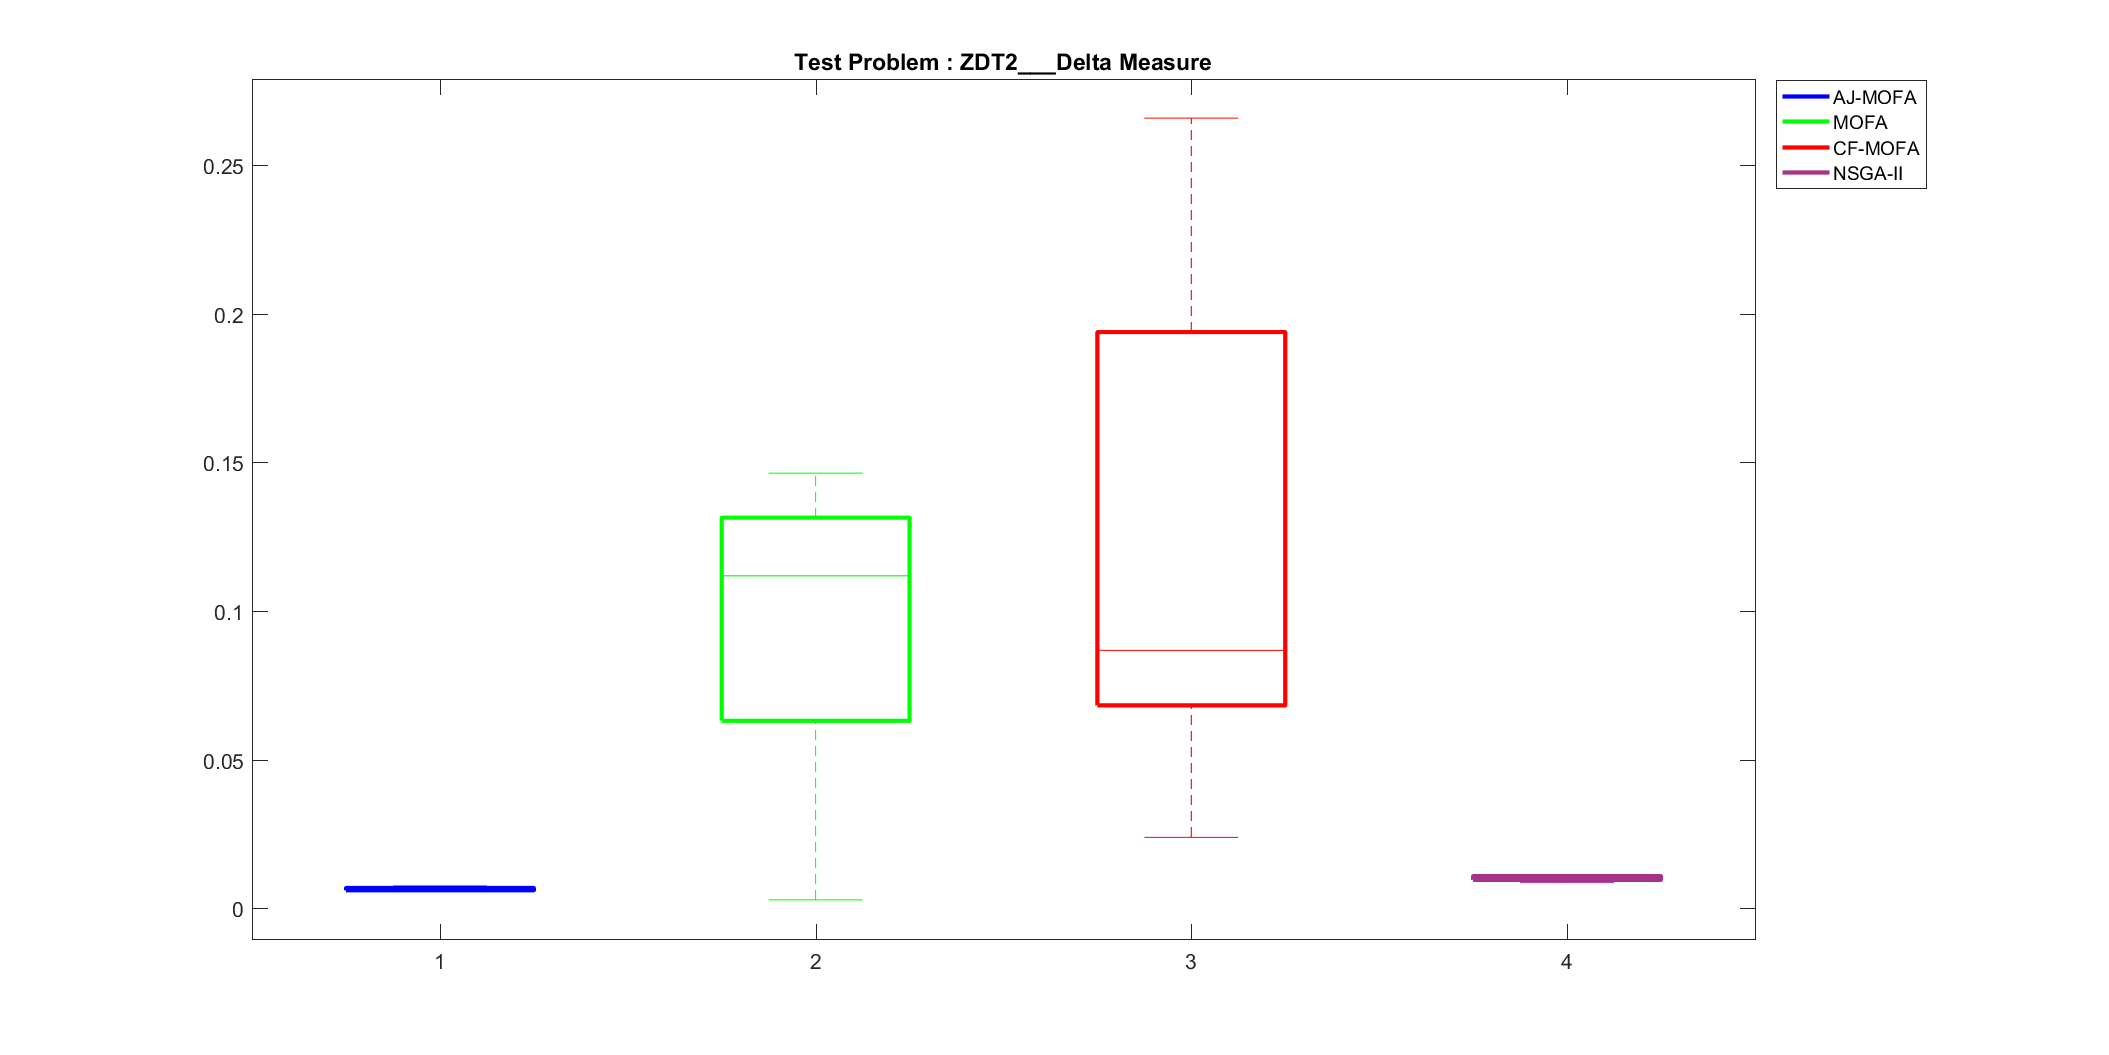 Test Problem : ZDT2___Delta Measure
AJ-MOFA
MOFA
CF-MOFA
NSGA-II
0.25
0.2
0.15
0.1
0.05
0
1 2 3 4